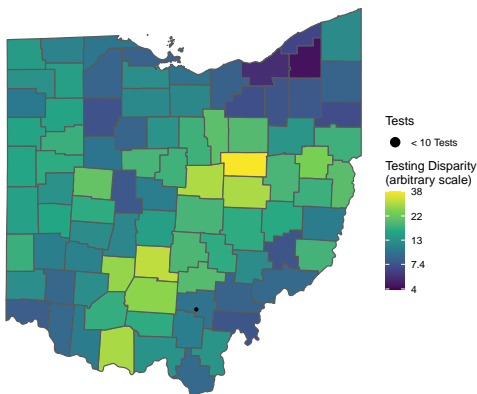 Tests
< 10 Tests
Testing Disparity
(arbitrary scale)
38
22
13
7.4
4